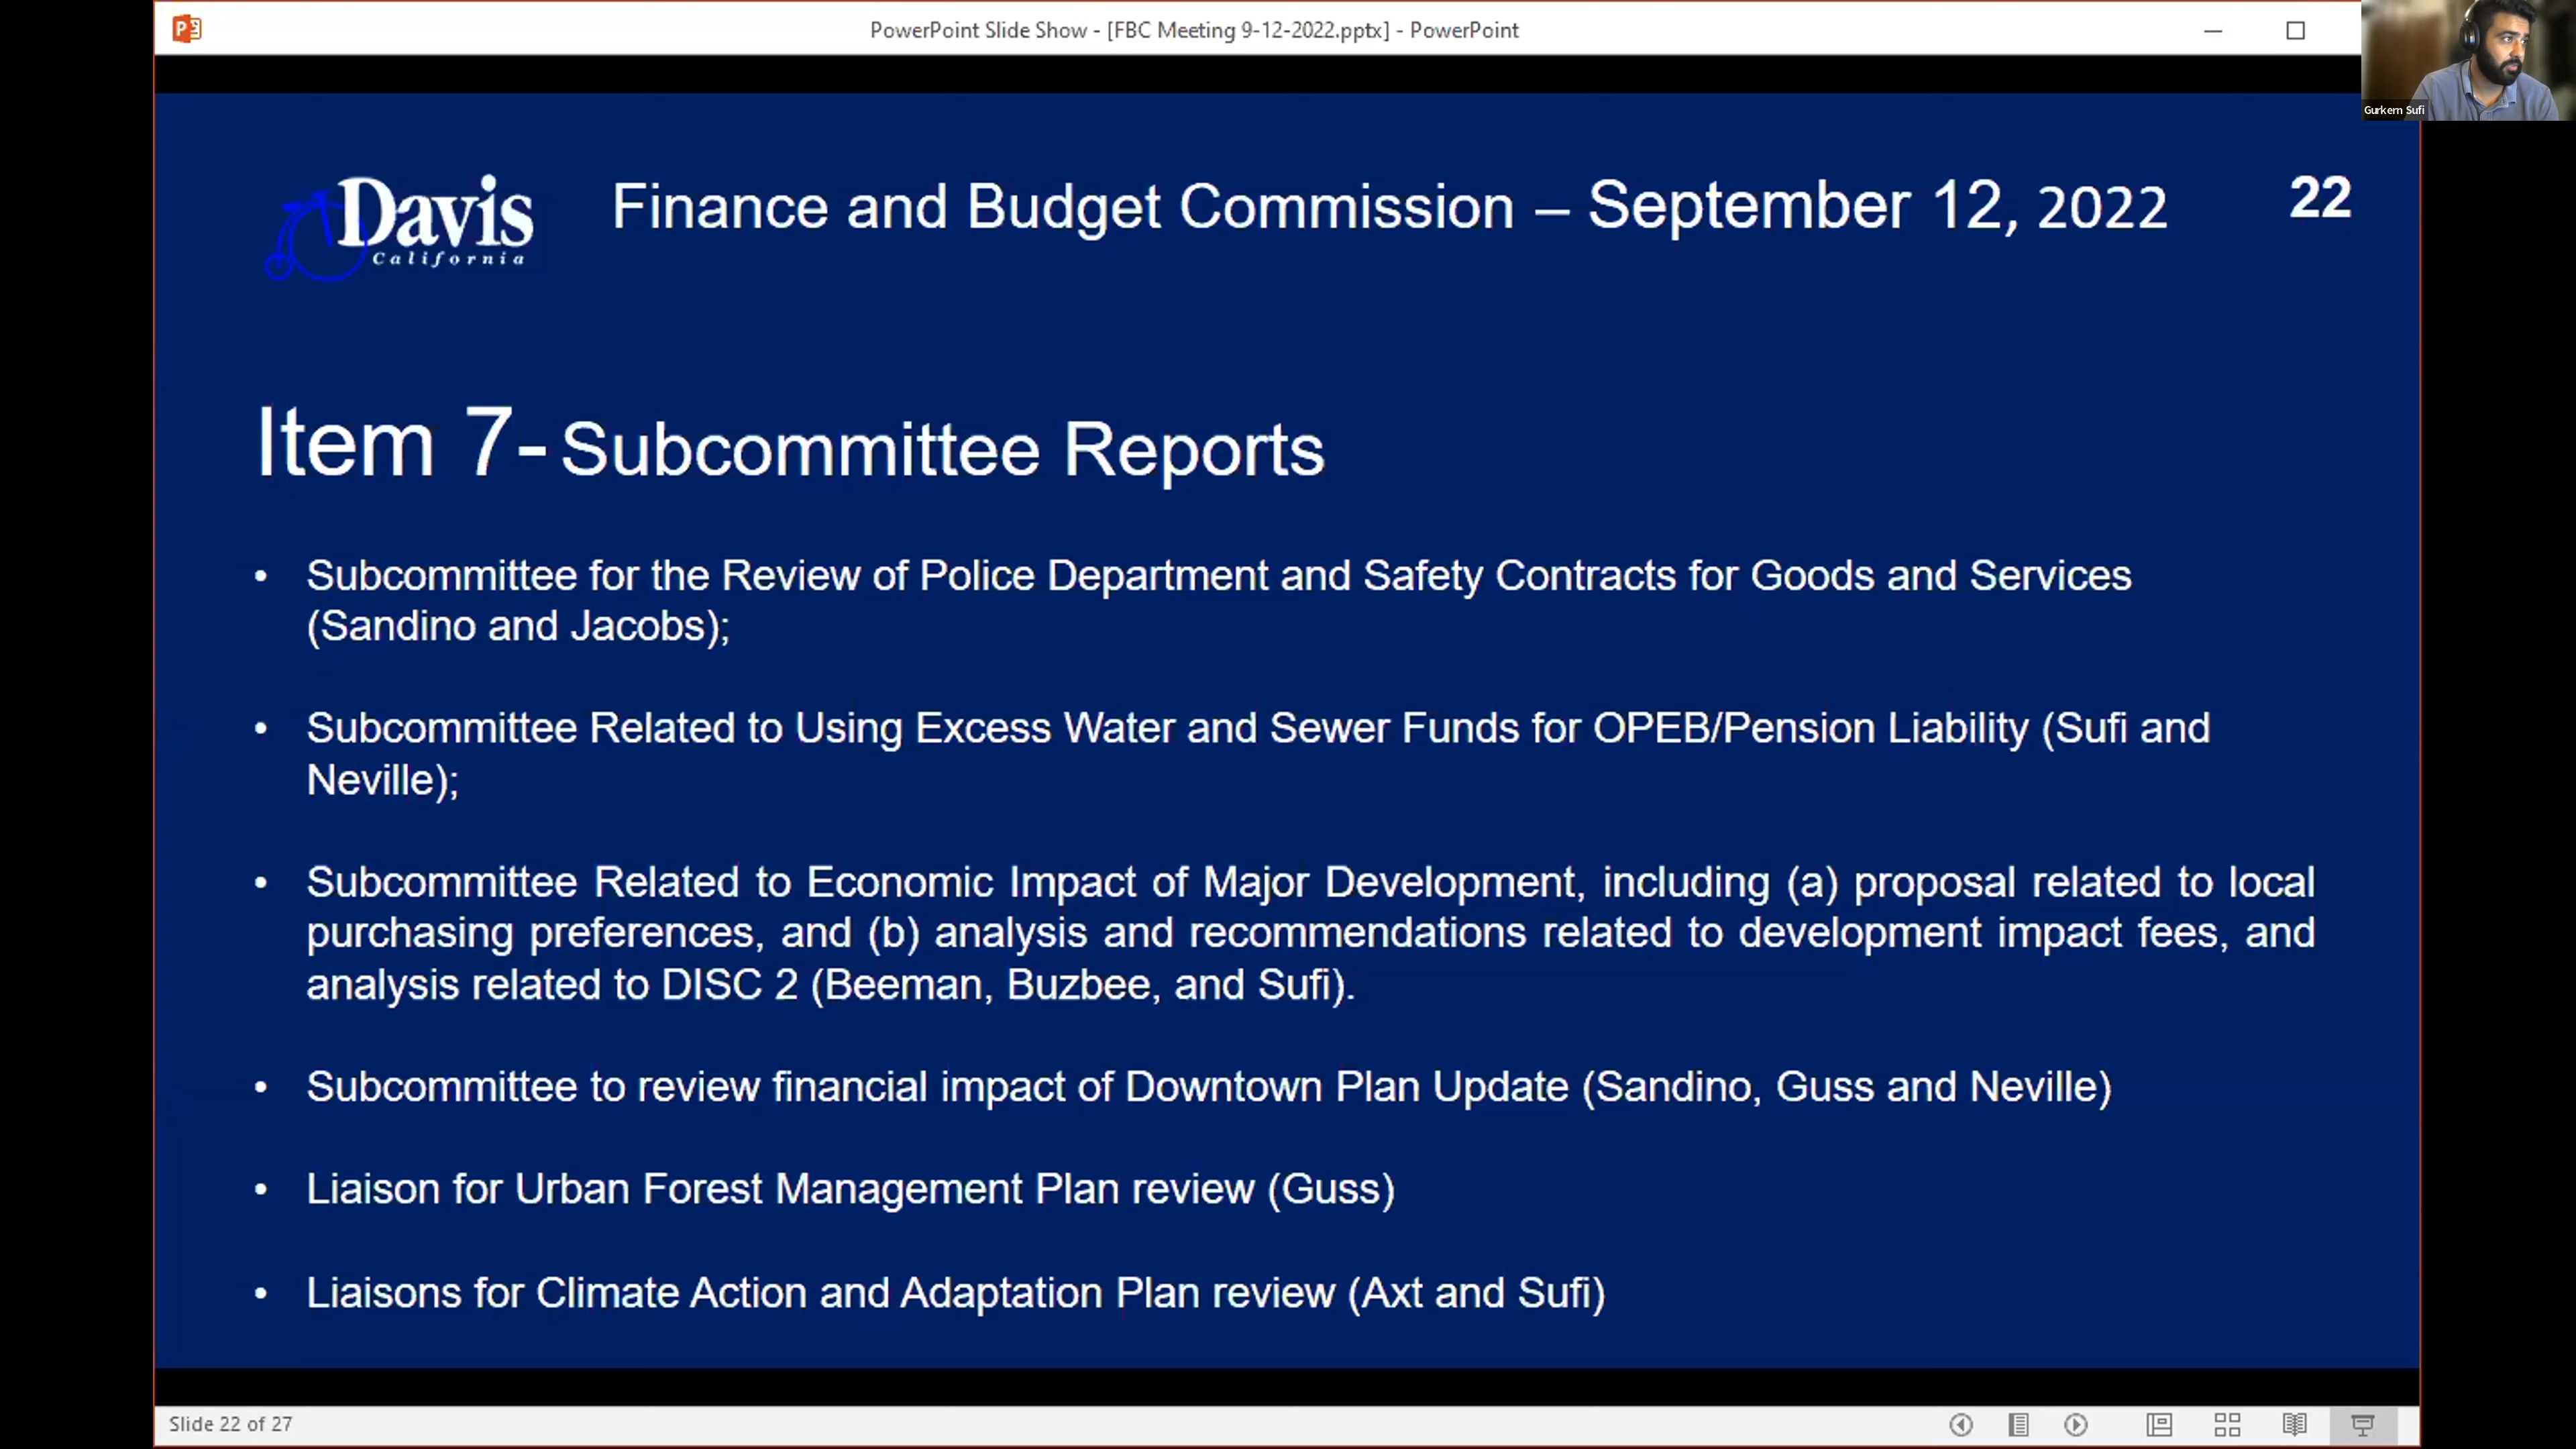 PowerPoint Slide Show - [FBC Meeting 9-12-2022.pptx] - PowerPoint
Gurkern Sufi
Davis
California
Finance and Budget Commission – September 12, 2022
22
Item 7- Subcommittee Reports
• Subcommittee for the Review of Police Department and Safety Contracts for Goods and Services
(Sandino and Jacobs);
• Subcommittee Related to Using Excess Water and Sewer Funds for OPEB/Pension Liability (Sufi and
Neville);
• Subcommittee Related to Economic Impact of Major Development, including (a) proposal related to local
purchasing preferences, and (b) analysis and recommendations related to development impact fees, and
analysis related to DISC 2 (Beeman, Buzbee, and Sufi).
• Subcommittee to review financial impact of Downtown Plan Update (Sandino, Guss and Neville)
• Liaison for Urban Forest Management Plan review (Guss)
• Liaisons for Climate Action and Adaptation Plan review (Axt and Sufi)
Slide 22 of 27